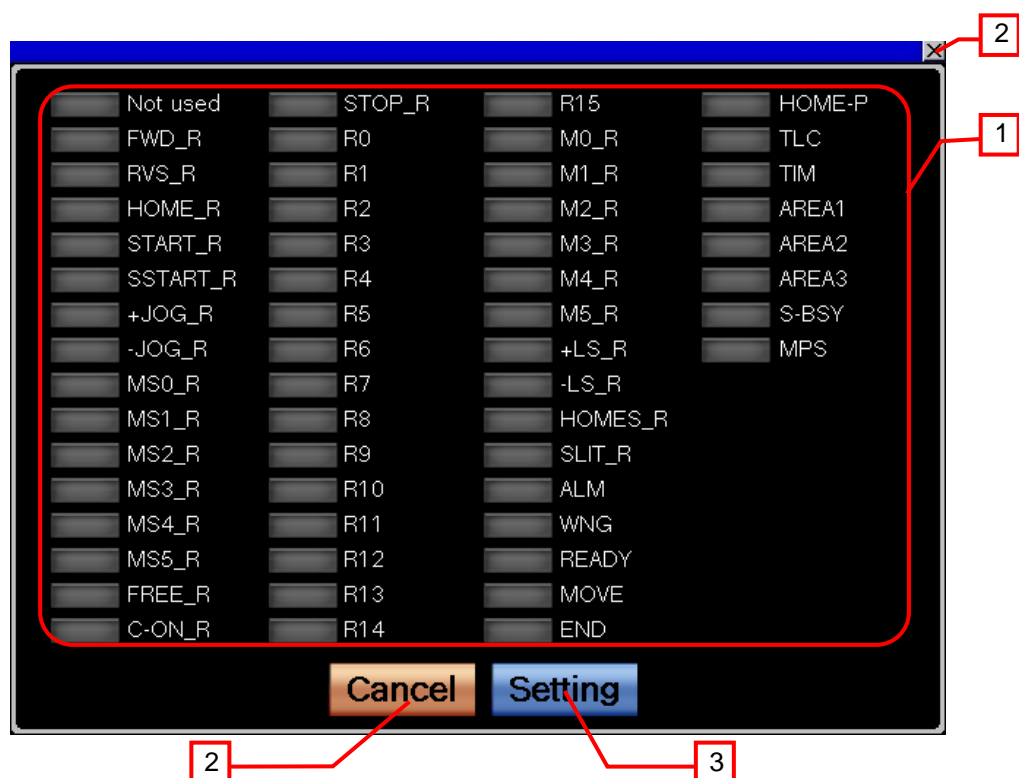 2
1
Not used STOP_R R15 HOME-P
FWD_R R0 M0_R TLC
RVS_R R1 M1_R TIM
HOME_R R2 M2_R AREA1
START_R R3 M3_R AREA2
SSTART_R R4 M4_R AREA3
+JOG_R R5 M5_R S-BSY
-JOG_R R6 +LS_R MPS
MS0_R R7 -LS_R
MS1_R R8 HOMES_R
MS2_R R9 SLIT_R
MS3_R R10 ALM
MS4_R R11 WNG
MS5_R R12 READY
FREE_R R13 MOVE
C-ON_R R14 END
Cancel Setting
2 3